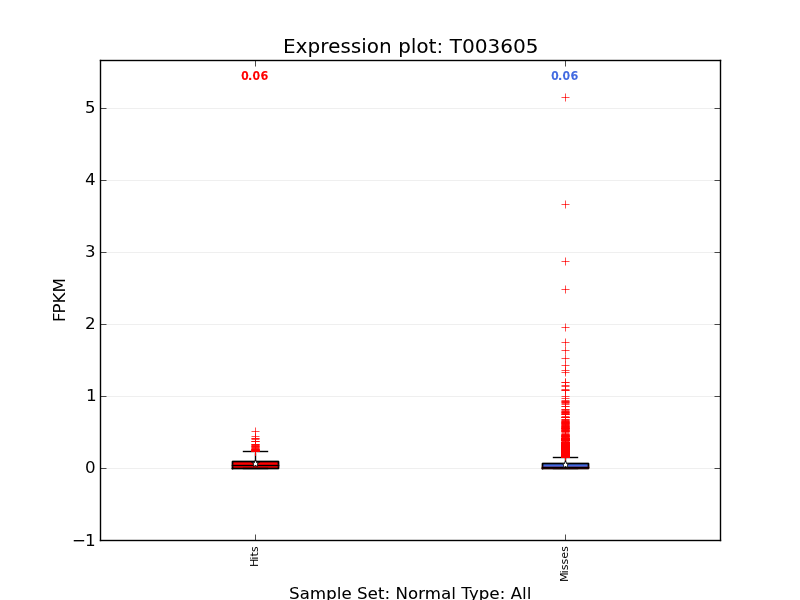 Expression plot: T003605
0.06 0.06
5
4
3
2
1
0
−1
FPKM
Hits Misses
Sample Set: Normal Type: All